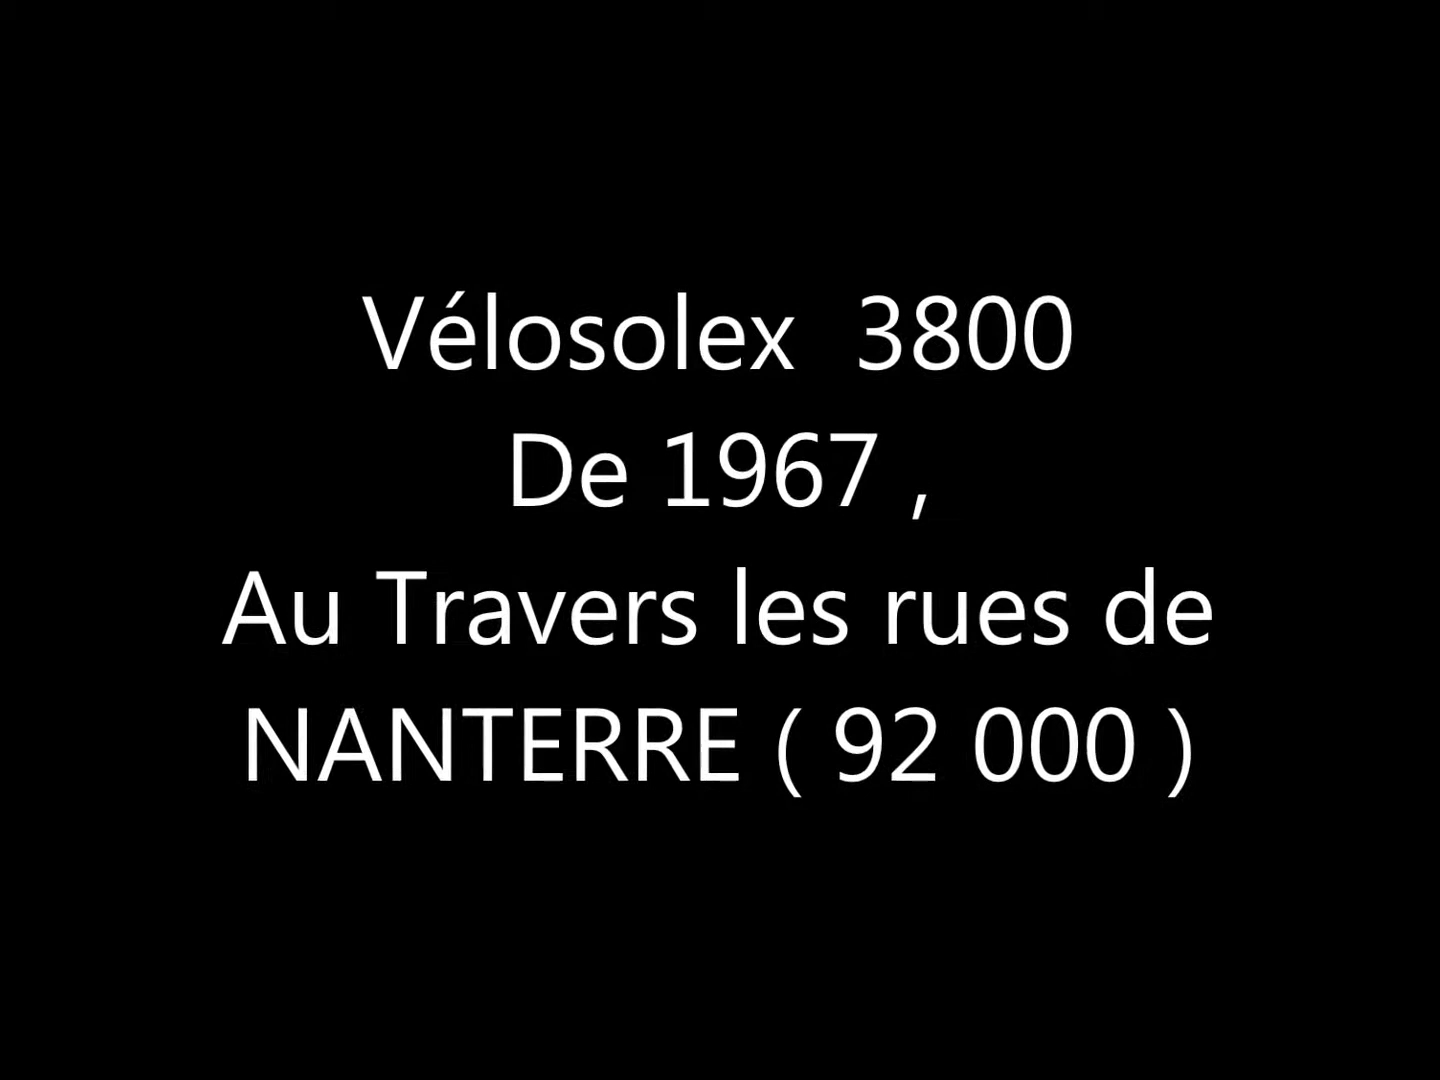 Vélosolex  3800
De 1967 ,
Au Travers les rues de
NANTERRE ( 92 000 )